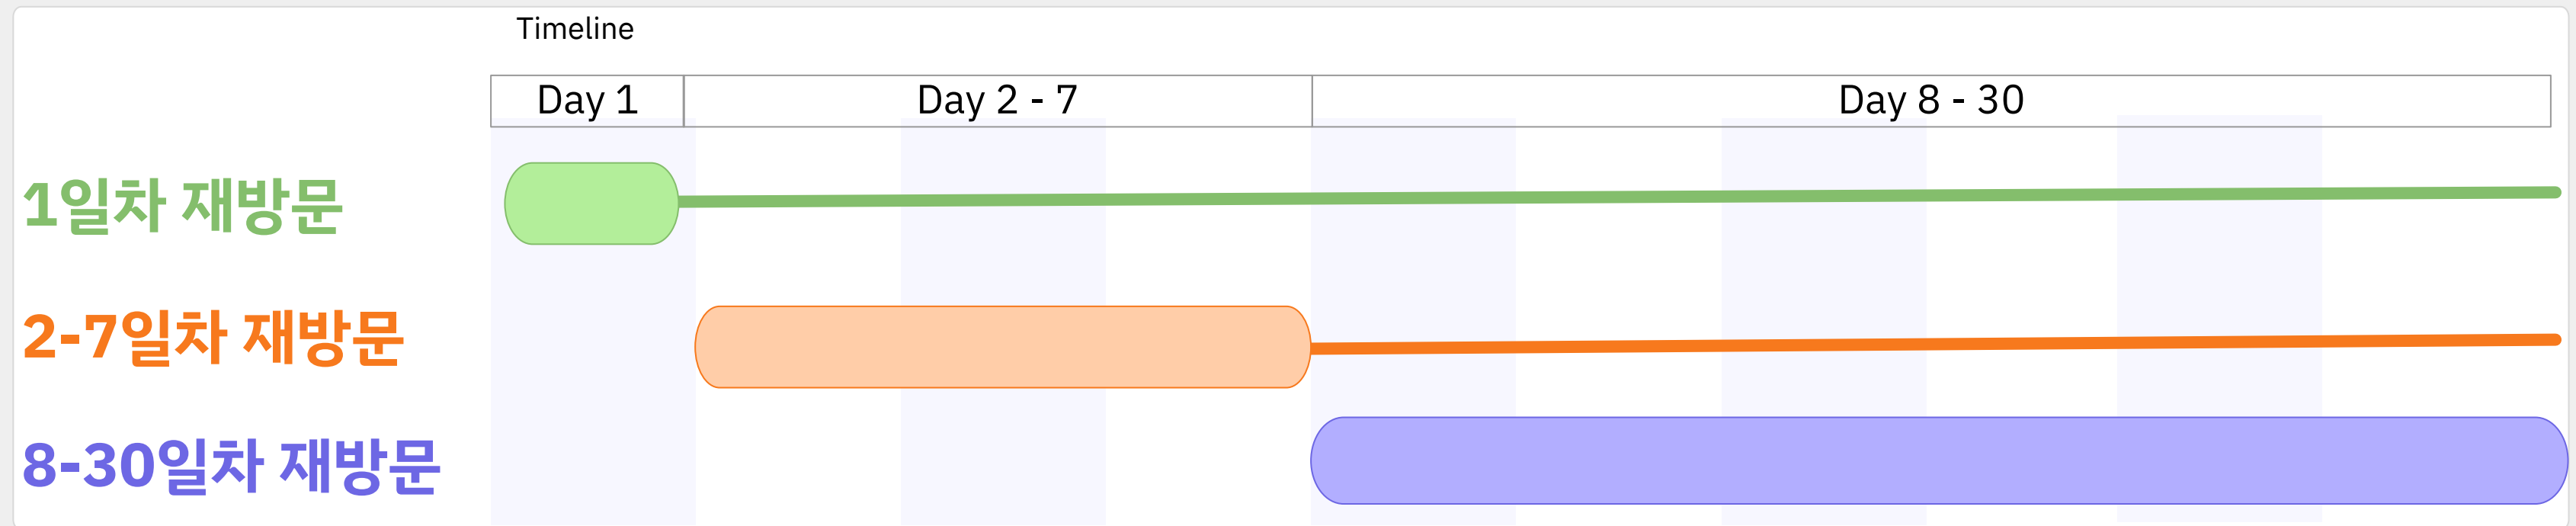 Timeline
Day 1
Day 2 - 7
Day 8 - 30
1일차 재방문
2-7일차 재방문
8-30일차 재방문